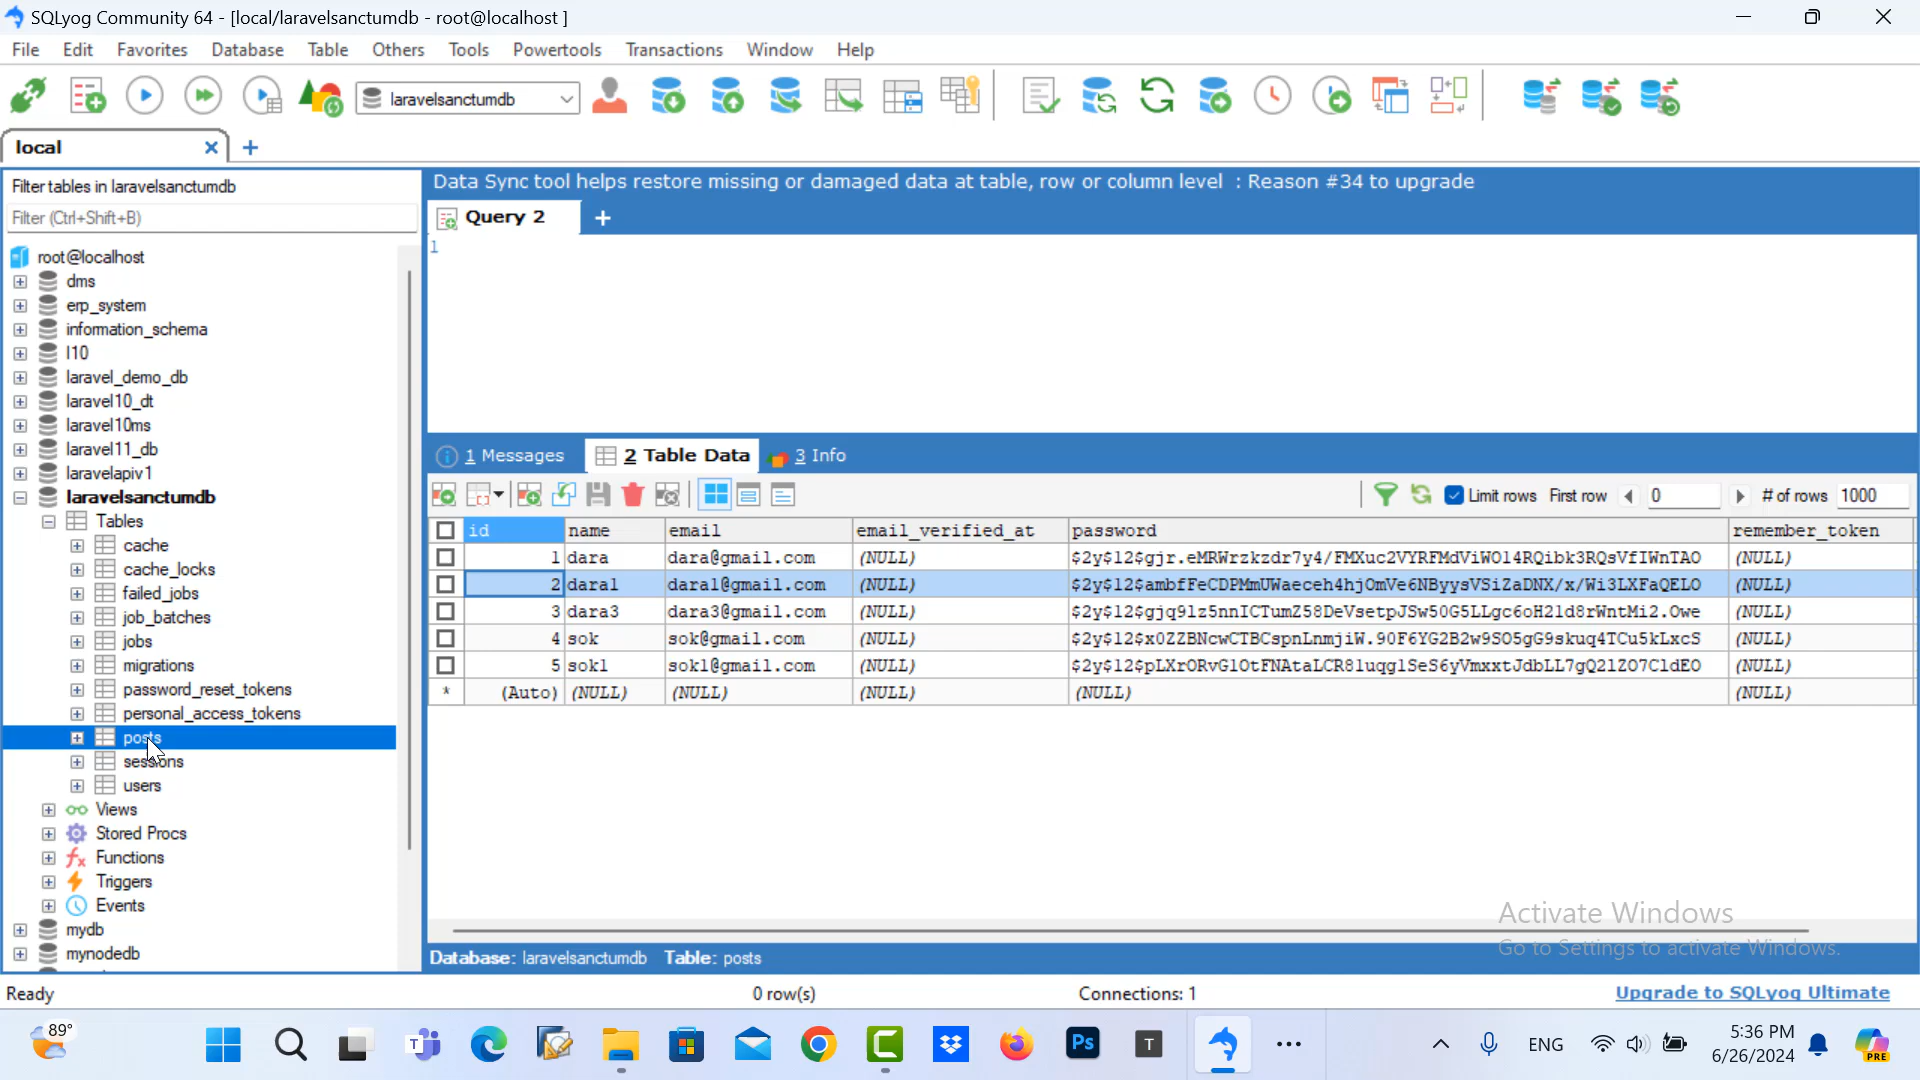 SQLyog Community 64 - [local/laravelsanctumdb - root@localhost ]
File Edit Favorites Database Table Others Tools Powertools Transactions Window Help
laravelsanctumdb
local
Filter tables in laravelsanctumdb
Filter (Ctrl+Shift+B)
root@localhost
dms
erp_system
information_schema
l10
laravel_demo_db
laravel10_dt
laravel10ms
laravel11_db
laravelapiv1
laravelsanctumdb
Tables
cache
cache_locks
failed_jobs
job_batches
jobs
migrations
password_reset_tokens
personal_access_tokens
posts
sessions
users
Views
Stored Procs
Functions
Triggers
Events
mydb
mynodedb
Data Sync tool helps restore missing or damaged data at table, row or column level : Reason #34 to upgrade
Query 2
1
1 Messages 2 Table Data 3 Info
Limit rows First row 0 # of rows 1000
id name email email_verified_at password remember_token
1 dara dara@gmail.com (NULL) $2y$12$gjr.eMRWrzkzdr7y4/FMXuc2VYRFMdViWO14RQibk3RQsVfIWnTAO (NULL)
2 dara1 dara1@gmail.com (NULL) $2y$12$ambfFeCDPMmUWaeceh4hjOmVe6NByysVSiZaDNX/x/Wi3LXFaQELO (NULL)
3 dara3 dara3@gmail.com (NULL) $2y$12$gjq9lz5nnICTumZ58DeVsetpJSw50G5LLgc6oH2ld8rWntMi2.Owe (NULL)
4 sok sok@gmail.com (NULL) $2y$12$x0ZZBNcwCTBCspnLnmjiW.90F6YG2B2w9SO5gG9skuq4TCu5kLxcS (NULL)
5 sok1 sok1@gmail.com (NULL) $2y$12$pLXrORvG1OtFNAtaLCR8luqglSeS6yVmxxtJdbLL7gQ2lZO7CldEO (NULL)
* (Auto) (NULL) (NULL) (NULL) (NULL) (NULL)
Activate Windows
Go to Settings to activate Windows.
Database: laravelsanctumdb Table: posts
Ready 0 row(s) Connections: 1 Upgrade to SQLyog Ultimate
89° T Ps T ENG 5:36 PM PRE
6/26/2024